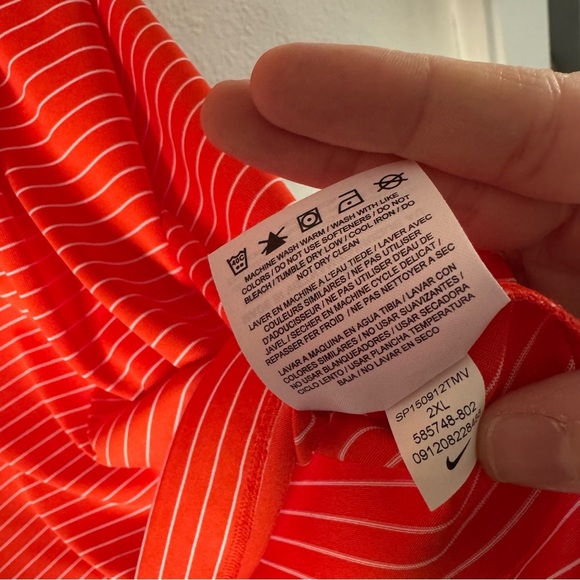 40C
MACHINE WASH WARM / WASH WITH LIKE
COLORS / DO NOT USE SOFTENERS / DO NOT
BLEACH / TUMBLE DRY LOW / COOL IRON / DO
NOT DRY CLEAN
LAVER EN MACHINE A L'EAU TIEDE / LAVER AVEC
COULEURS SIMILAIRES / NE PAS UTILISER
D'ADOUCISSEUR / NE PAS UTILISER D'EAU DE
JAVEL / SECHER EN MACHINE CYCLE DELICAT /
REPASSER FER FROID / NE PAS NETTOYER A SEC
LAVAR A MAQUINA EN AGUA TIBIA / LAVAR CON
COLORES SIMILARES / NO USAR SUAVIZANTES /
NO USAR BLANQUEADORES / USAR SECADORA
CICLO LENTO / USAR PLANCHA TEMPERATURA
BAJA / NO LAVAR EN SECO
SP150912TMV
2XL
585748-802